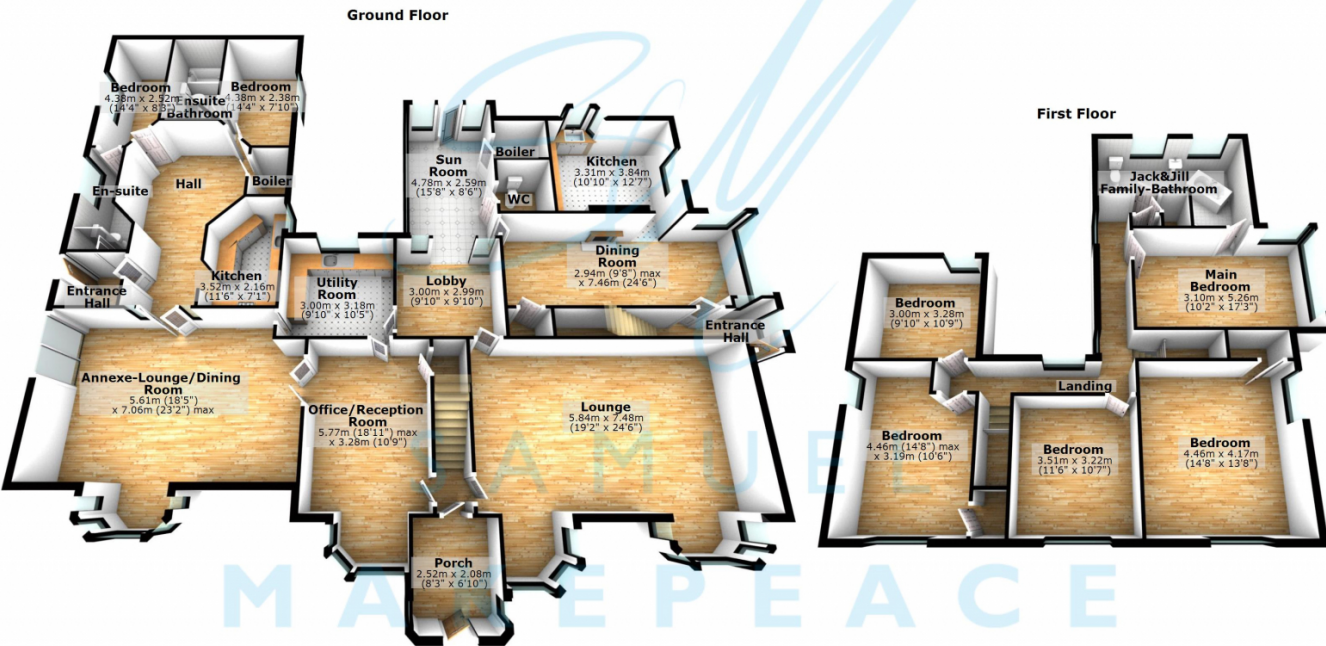 Ground Floor
Bedroom
4.38m x 2.52m
(14'4" x 8'3")
Ensuite
Bathroom
Bedroom
4.38m x 2.38m
(14'4" x 7'10")
En-suite
Hall
Boiler
Kitchen
3.52m x 2.16m
(11'6" x 7'1")
Entrance
Hall
Annexe-Lounge/Dining
Room
5.61m (18'5")
x 7.06m (23'2") max
Utility
Room
3.00m x 3.18m
(9'10" x 10'5")
Office/Reception
Room
5.77m (18'11") max
x 3.28m (10'9")
Sun
Room
4.78m x 2.59m
(15'8" x 8'6")
Boiler
WC
Kitchen
3.31m x 3.84m
(10'10" x 12'7")
Lobby
3.00m x 2.99m
(9'10" x 9'10")
Dining
Room
2.94m (9'8") max
x 7.46m (24'6")
Entrance
Hall
Lounge
5.84m x 7.48m
(19'2" x 24'6")
Porch
2.52m x 2.08m
(8'3" x 6'10")
First Floor
Jack&Jill
Family-Bathroom
Main
Bedroom
3.10m x 5.26m
(10'2" x 17'3")
Bedroom
3.00m x 3.28m
(9'10" x 10'9")
Landing
Bedroom
4.46m (14'8") max
x 3.19m (10'6")
Bedroom
3.51m x 3.22m
(11'6" x 10'7")
Bedroom
4.46m x 4.17m
(14'8" x 13'8")
SAMUEL
MAKEPEACE